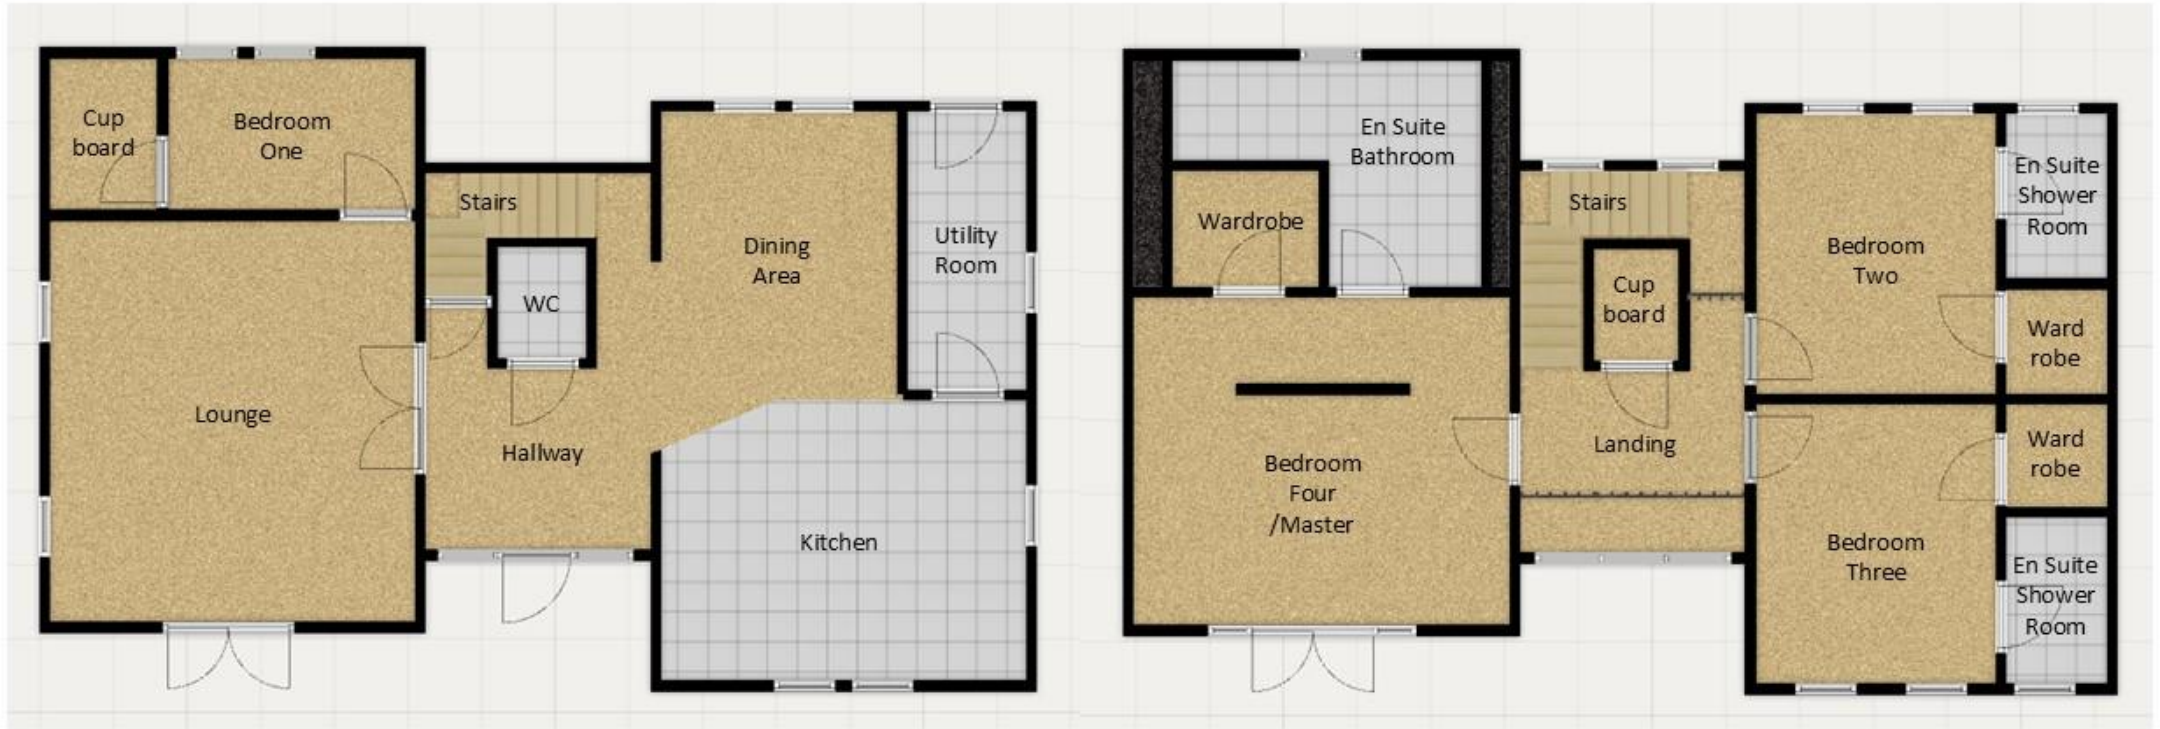 Cup
board
Bedroom
One
Stairs
WC
Dining
Area
Utility
Room
Lounge
Hallway
Kitchen
En Suite
Bathroom
Wardrobe
Stairs
Cup
board
Bedroom
Two
En Suite
Shower
Room
Ward
robe
Bedroom
Four
/Master
Landing
Ward
robe
Bedroom
Three
En Suite
Shower
Room